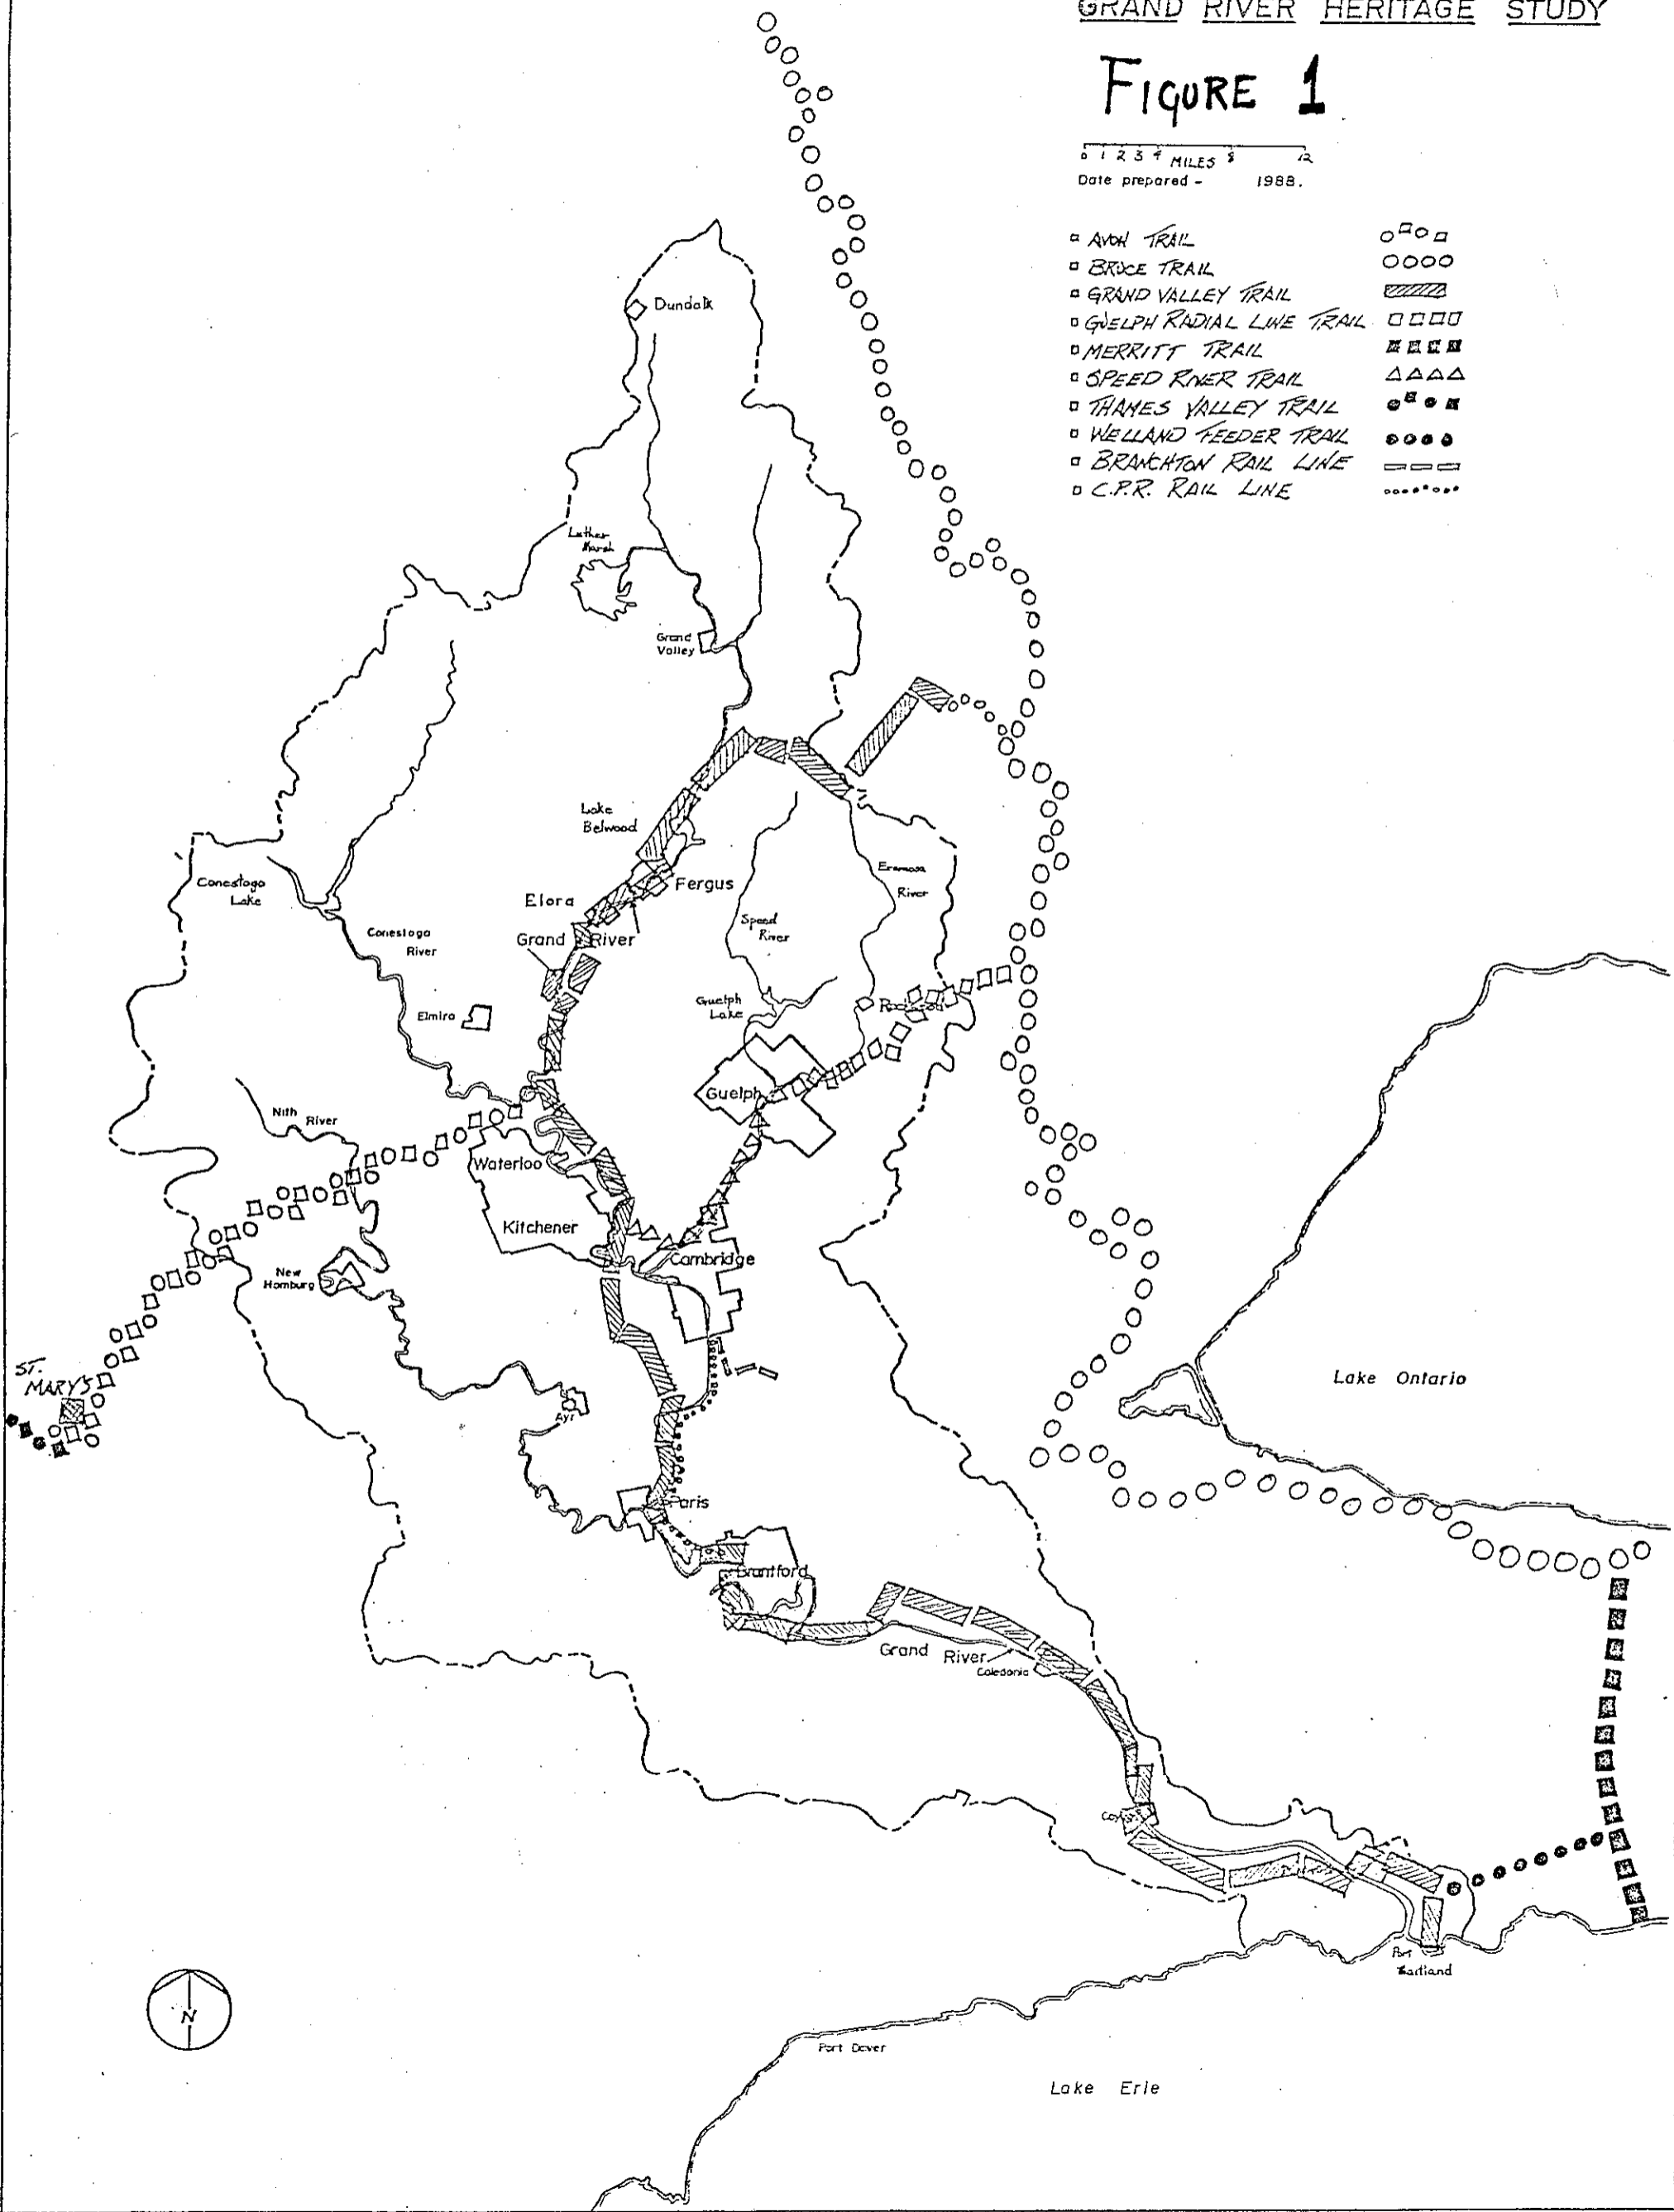 GRAND RIVER HERITAGE STUDY
FIGURE 1
0 1 2 3 4 MILES 8 12
Date prepared - 1988.
AVON TRAIL
BRUCE TRAIL
GRAND VALLEY TRAIL
GUELPH RADIAL LINE TRAIL
MERRITT TRAIL
SPEED RIVER TRAIL
THAMES VALLEY TRAIL
WELLAND FEEDER TRAIL
BRANCHTON RAIL LINE
C.P.R. RAIL LINE
Dundalk
Luther
Marsh
Grand
Valley
Lake
Belwood
Conestogo
Lake
Fergus
Eramosa
River
Elora
Speed
River
Conestogo
River
Grand River
Guelph
Lake
Elmira
Guelph
Nith
River
Waterloo
Kitchener
Cambridge
New
Hamburg
ST.
MARY'S
Lake Ontario
Ayr
Paris
Brantford
Grand River
Caledonia
Port
Maitland
N
Port Dover
Lake Erie